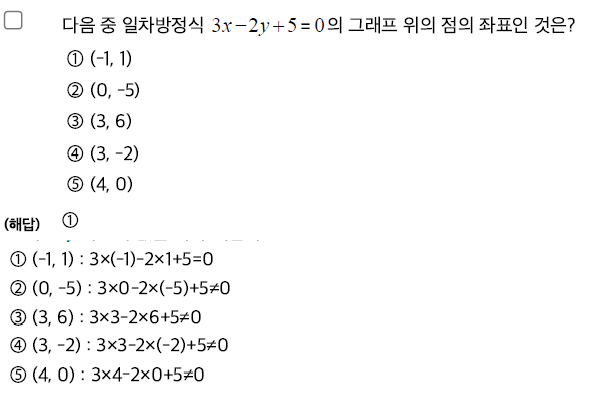 다음 중 일차방정식 3x−2y+5=0의 그래프 위의 점의 좌표인 것은?
① (-1, 1)
② (0, -5)
③ (3, 6)
④ (3, -2)
⑤ (4, 0)
(해답) ①
① (-1, 1) : 3×(-1)-2×1+5=0
② (0, -5) : 3×0-2×(-5)+5≠0
③ (3, 6) : 3×3-2×6+5≠0
④ (3, -2) : 3×3-2×(-2)+5≠0
⑤ (4, 0) : 3×4-2×0+5≠0